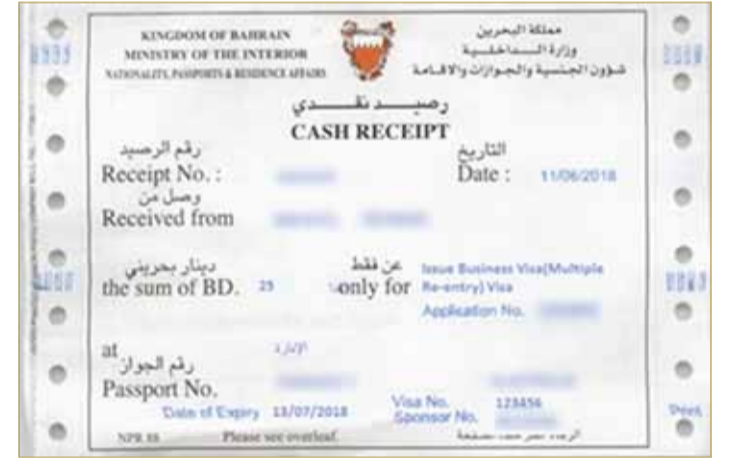 KINGDOM OF BAHRAIN
MINISTRY OF THE INTERIOR
NATIONALITY, PASSPORTS & RESIDENCE AFFAIRS
مملكة البحرين
وزارة الـــداخـلـــيـة
شؤون الجنسية والجوازات والاقامة
رصيـــد نقـــدي
CASH RECEIPT
رقم الرصيد
Receipt No. :
التاريخ
Date : 11/06/2018
وصل من
Received from
دينار بحريني
the sum of BD. 25
عن فقط
only for Issue Business Visa(Multiple
Re-entry) Visa
Application No.
at
رقم الجواز
Passport No.
Date of Expiry 13/07/2018
Visa No. 123456
Sponsor No.
NPR 88 Please see overleaf.